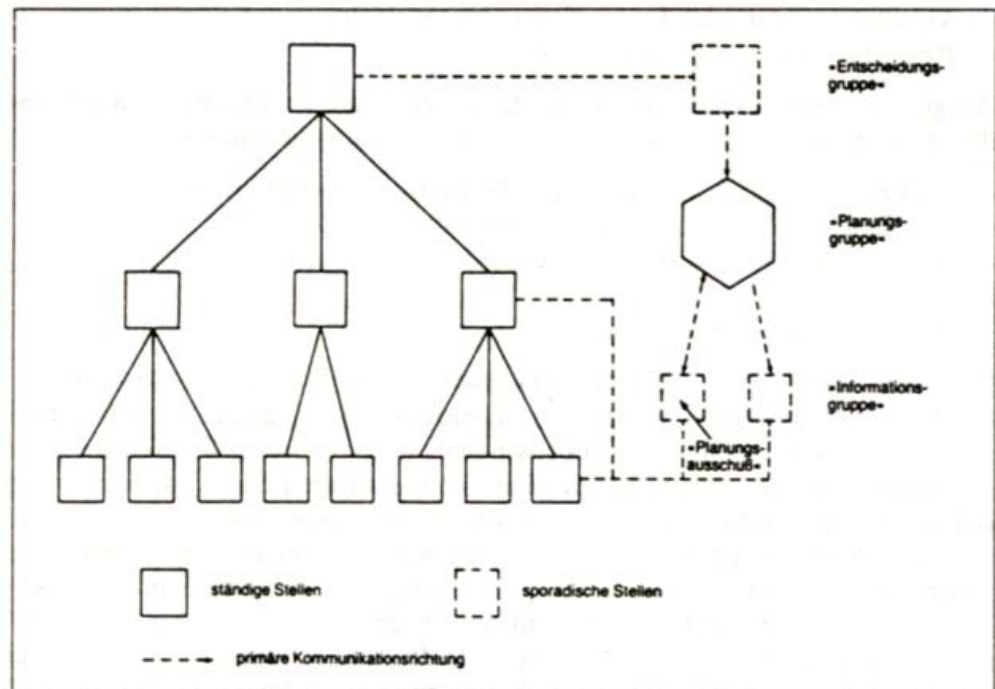 »Entscheidungs-
gruppe«
»Planungs-
gruppe«
»Informations-
gruppe«
»Planungs-
ausschuß«
ständige Stellen
sporadische Stellen
primäre Kommunikationsrichtung